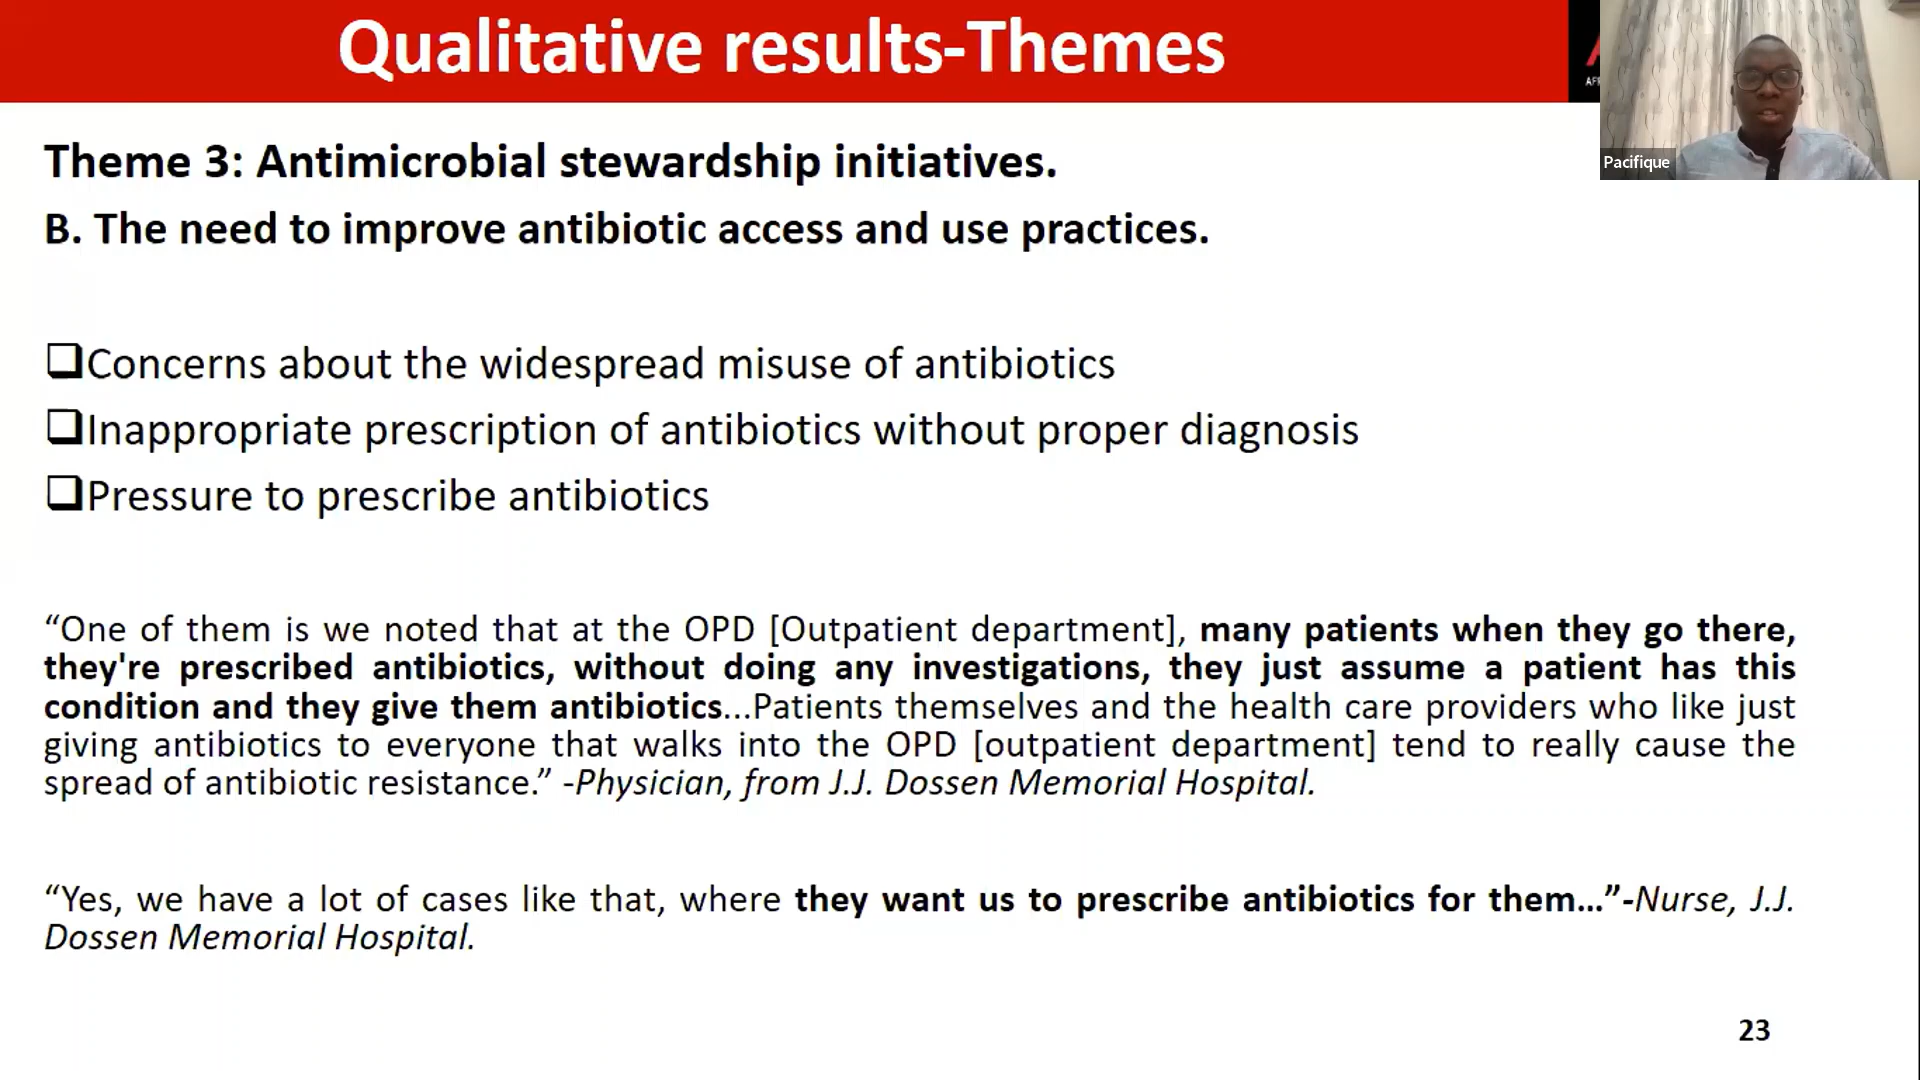 Qualitative results-Themes
AFR
Pacifique
Theme 3: Antimicrobial stewardship initiatives.
B. The need to improve antibiotic access and use practices.
Concerns about the widespread misuse of antibiotics
Inappropriate prescription of antibiotics without proper diagnosis
Pressure to prescribe antibiotics
“One of them is we noted that at the OPD [Outpatient department], many patients when they go there,
they're prescribed antibiotics, without doing any investigations, they just assume a patient has this
condition and they give them antibiotics...Patients themselves and the health care providers who like just
giving antibiotics to everyone that walks into the OPD [outpatient department] tend to really cause the
spread of antibiotic resistance.” -Physician, from J.J. Dossen Memorial Hospital.
“Yes, we have a lot of cases like that, where they want us to prescribe antibiotics for them...”-Nurse, J.J.
Dossen Memorial Hospital.
23